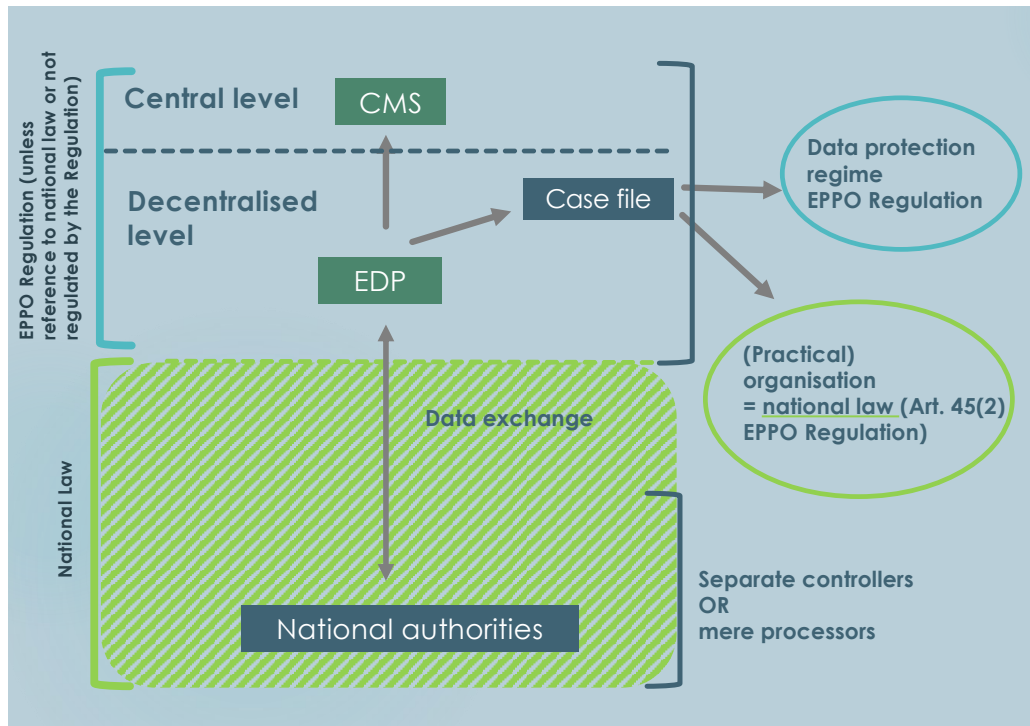 EPPO Regulation (unless
reference to national law or not
regulated by the Regulation)
Central level
CMS
Decentralised
level
Case file
EDP
Data protection
regime
EPPO Regulation
(Practical)
organisation
= national law (Art. 45(2)
EPPO Regulation)
National Law
Data exchange
National authorities
Separate controllers
OR
mere processors